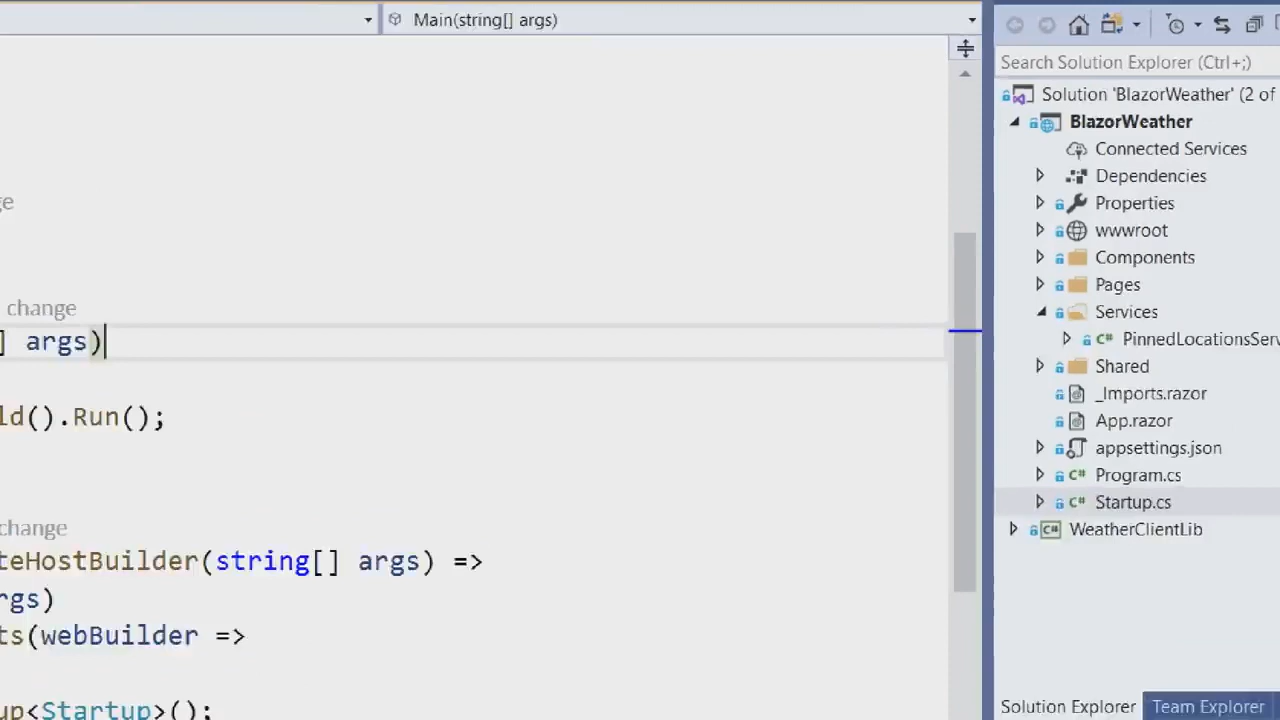 Main(string[] args)
ge
change
] args)
ld().Run();
change
teHostBuilder(string[] args) =>
rgs)
ts(webBuilder =>
up<Startup>();
Search Solution Explorer (Ctrl+;)
Solution 'BlazorWeather' (2 of
BlazorWeather
Connected Services
Dependencies
Properties
wwwroot
Components
Pages
Services
C# PinnedLocationsServ
Shared
_Imports.razor
App.razor
appsettings.json
C# Program.cs
C# Startup.cs
C# WeatherClientLib
Solution Explorer Team Explorer